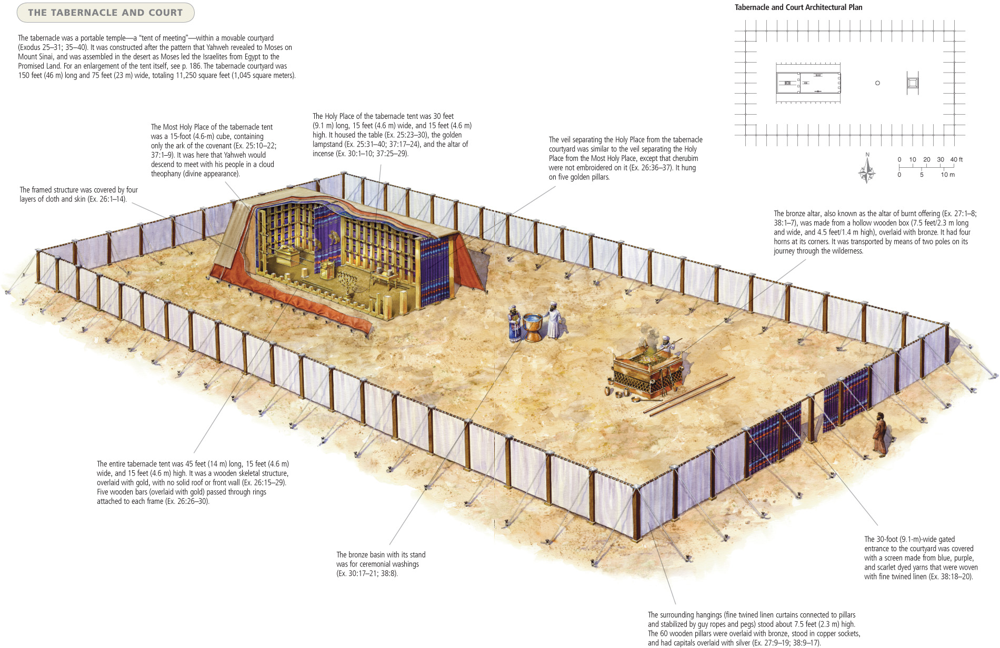 THE TABERNACLE AND COURT
The tabernacle was a portable temple—a “tent of meeting”—within a movable courtyard
(Exodus 25–31; 35–40). It was constructed after the pattern that Yahweh revealed to Moses on
Mount Sinai, and was assembled in the desert as Moses led the Israelites from Egypt to the
Promised Land. For an enlargement of the tent itself, see p. 186. The tabernacle courtyard was
150 feet (46 m) long and 75 feet (23 m) wide, totaling 11,250 square feet (1,045 square meters).
Tabernacle and Court Architectural Plan
N
0 10 20 30 40 ft
0 5 10 m
The framed structure was covered by four
layers of cloth and skin (Ex. 26:1–14).
The Most Holy Place of the tabernacle tent
was a 15-foot (4.6-m) cube, containing
only the ark of the covenant (Ex. 25:10–22;
37:1–9). It was here that Yahweh would
descend to meet with his people in a cloud
theophany (divine appearance).
The Holy Place of the tabernacle tent was 30 feet
(9.1 m) long, 15 feet (4.6 m) wide, and 15 feet (4.6 m)
high. It housed the table (Ex. 25:23–30), the golden
lampstand (Ex. 25:31–40; 37:17–24), and the altar of
incense (Ex. 30:1–10; 37:25–29).
The veil separating the Holy Place from the tabernacle
courtyard was similar to the veil separating the Holy
Place from the Most Holy Place, except that cherubim
were not embroidered on it (Ex. 26:36–37). It hung
on five golden pillars.
The bronze altar, also known as the altar of burnt offering (Ex. 27:1–8;
38:1–7), was made from a hollow wooden box (7.5 feet/2.3 m long
and wide, and 4.5 feet/1.4 m high), overlaid with bronze. It had four
horns at its corners. It was transported by means of two poles on its
journey through the wilderness.
The entire tabernacle tent was 45 feet (14 m) long, 15 feet (4.6 m)
wide, and 15 feet (4.6 m) high. It was a wooden skeletal structure,
overlaid with gold, with no solid roof or front wall (Ex. 26:15–29).
Five wooden bars (overlaid with gold) passed through rings
attached to each frame (Ex. 26:26–30).
The bronze basin with its stand
was for ceremonial washings
(Ex. 30:17–21; 38:8).
The 30-foot (9.1-m)-wide gated
entrance to the courtyard was covered
with a screen made from blue, purple,
and scarlet dyed yarns that were woven
with fine twined linen (Ex. 38:18–20).
The surrounding hangings (fine twined linen curtains connected to pillars
and stabilized by guy ropes and pegs) stood about 7.5 feet (2.3 m) high.
The 60 wooden pillars were overlaid with bronze, stood in copper sockets,
and had capitals overlaid with silver (Ex. 27:9–19; 38:9–17).